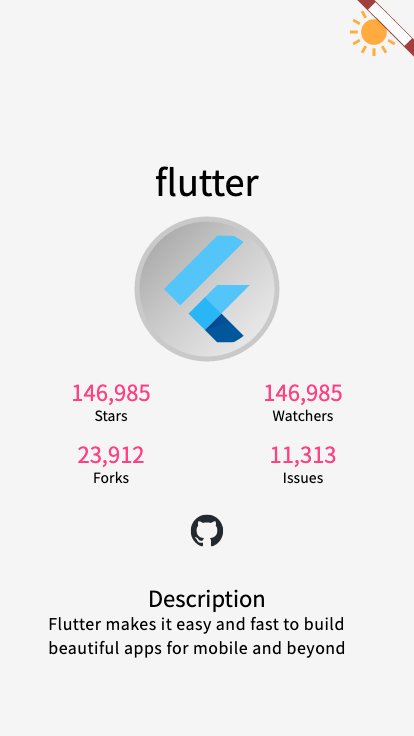 flutter
146,985
146,985
Stars
Watchers
23,912
11,313
Forks
Issues
Description
Flutter makes it easy and fast to build
beautiful apps for mobile and beyond